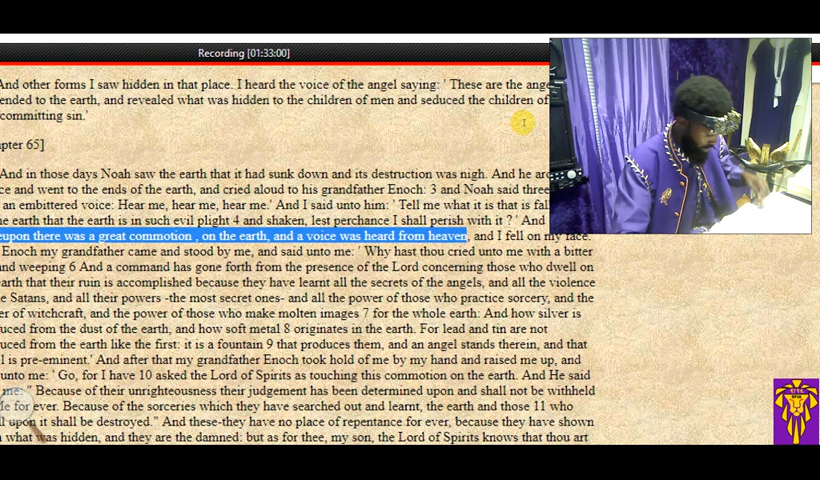 Recording [01:33:00]
And other forms I saw hidden in that place. I heard the voice of the angel saying: ' These are the ange
ended to the earth, and revealed what was hidden to the children of men and seduced the children of
committing sin.'
apter 65]
And in those days Noah saw the earth that it had sunk down and its destruction was nigh. And he arc
ce and went to the ends of the earth, and cried aloud to his grandfather Enoch: 3 and Noah said three
an embittered voice: Hear me, hear me, hear me.' And I said unto him: ' Tell me what it is that is fall
he earth that the earth is in such evil plight 4 and shaken, lest perchance I shall perish with it ? ' And
eupon there was a great commotion , on the earth, and a voice was heard from heaven, and I fell on my face.
Enoch my grandfather came and stood by me, and said unto me: ' Why hast thou cried unto me with a bitter
and weeping 6 And a command has gone forth from the presence of the Lord concerning those who dwell on
earth that their ruin is accomplished because they have learnt all the secrets of the angels, and all the violence
e Satans, and all their powers -the most secret ones- and all the power of those who practice sorcery, and the
er of witchcraft, and the power of those who make molten images 7 for the whole earth: And how silver is
uced from the dust of the earth, and how soft metal 8 originates in the earth. For lead and tin are not
uced from the earth like the first: it is a fountain 9 that produces them, and an angel stands therein, and that
l is pre-eminent.' And after that my grandfather Enoch took hold of me by my hand and raised me up, and
unto me: ' Go, for I have 10 asked the Lord of Spirits as touching this commotion on the earth. And He said
me: " Because of their unrighteousness their judgement has been determined upon and shall not be withheld
de for ever. Because of the sorceries which they have searched out and learnt, the earth and those 11 who
ll upon it shall be destroyed." And these-they have no place of repentance for ever, because they have shown
what was hidden, and they are the damned: but as for thee, my son, the Lord of Spirits knows that thou art